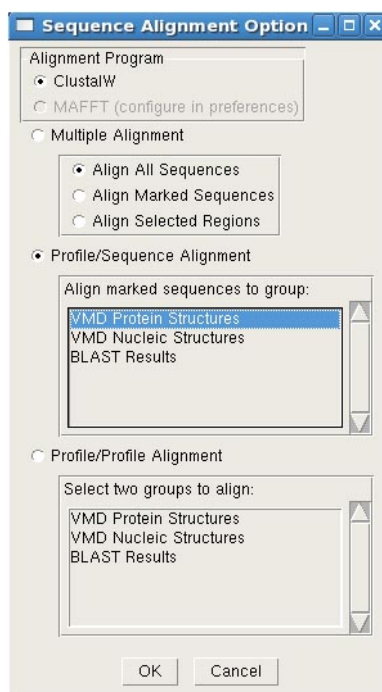 Sequence Alignment Option
Alignment Program
ClustalW
MAFFT (configure in preferences)
Multiple Alignment
Align All Sequences
Align Marked Sequences
Align Selected Regions
Profile/Sequence Alignment
Align marked sequences to group:
VMD Protein Structures
VMD Nucleic Structures
BLAST Results
Profile/Profile Alignment
Select two groups to align:
VMD Protein Structures
VMD Nucleic Structures
BLAST Results
OK Cancel